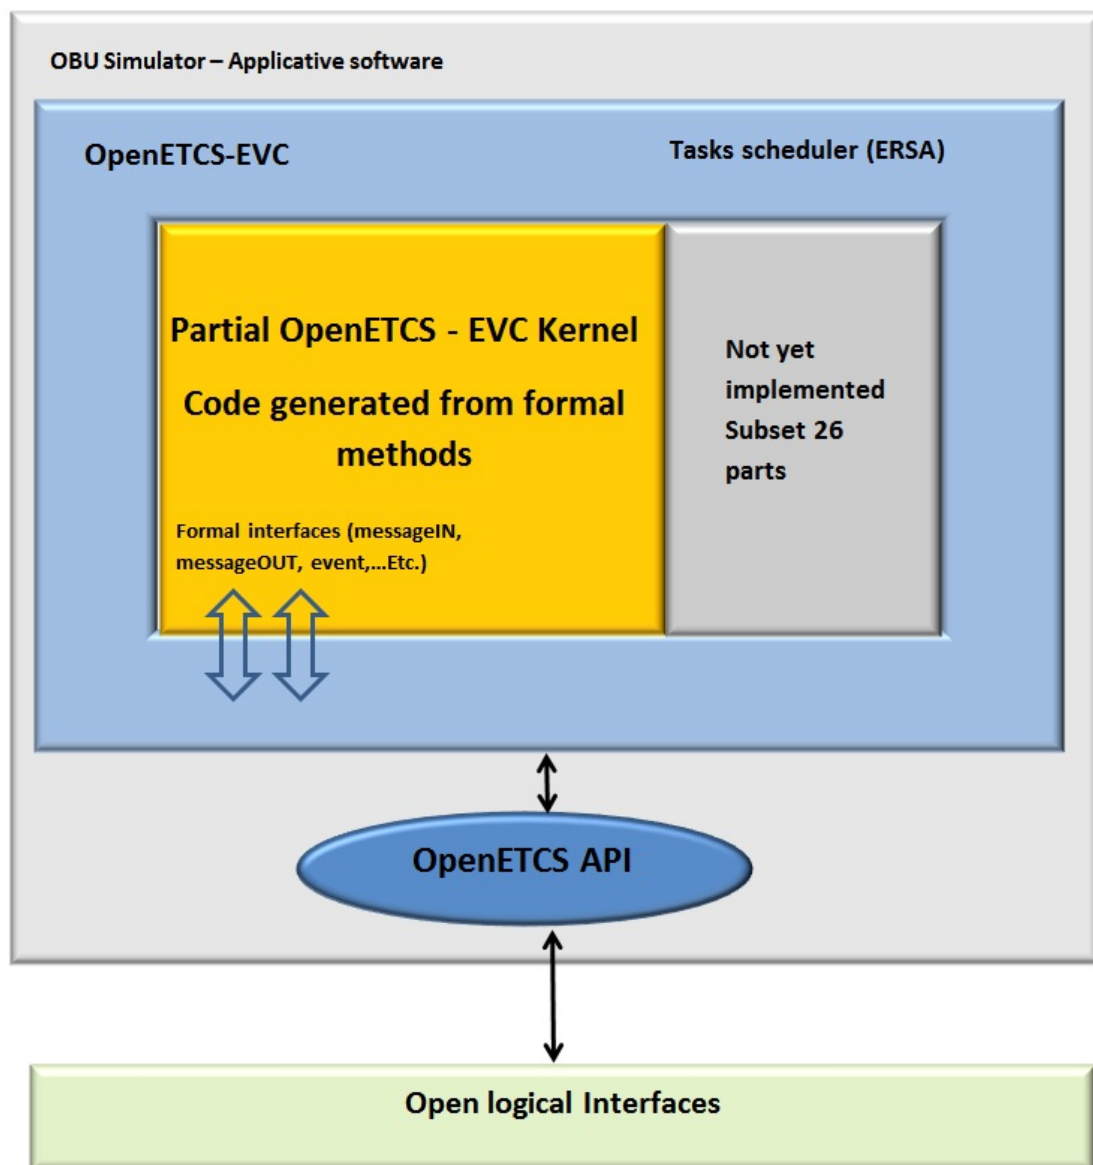 OBU Simulator – Applicative software
OpenETCS-EVC
Tasks scheduler (ERSA)
Partial OpenETCS - EVC Kernel
Code generated from formal
methods
Formal interfaces (messageIN,
messageOUT, event,...Etc.)
Not yet
implemented
Subset 26
parts
OpenETCS API
Open logical Interfaces